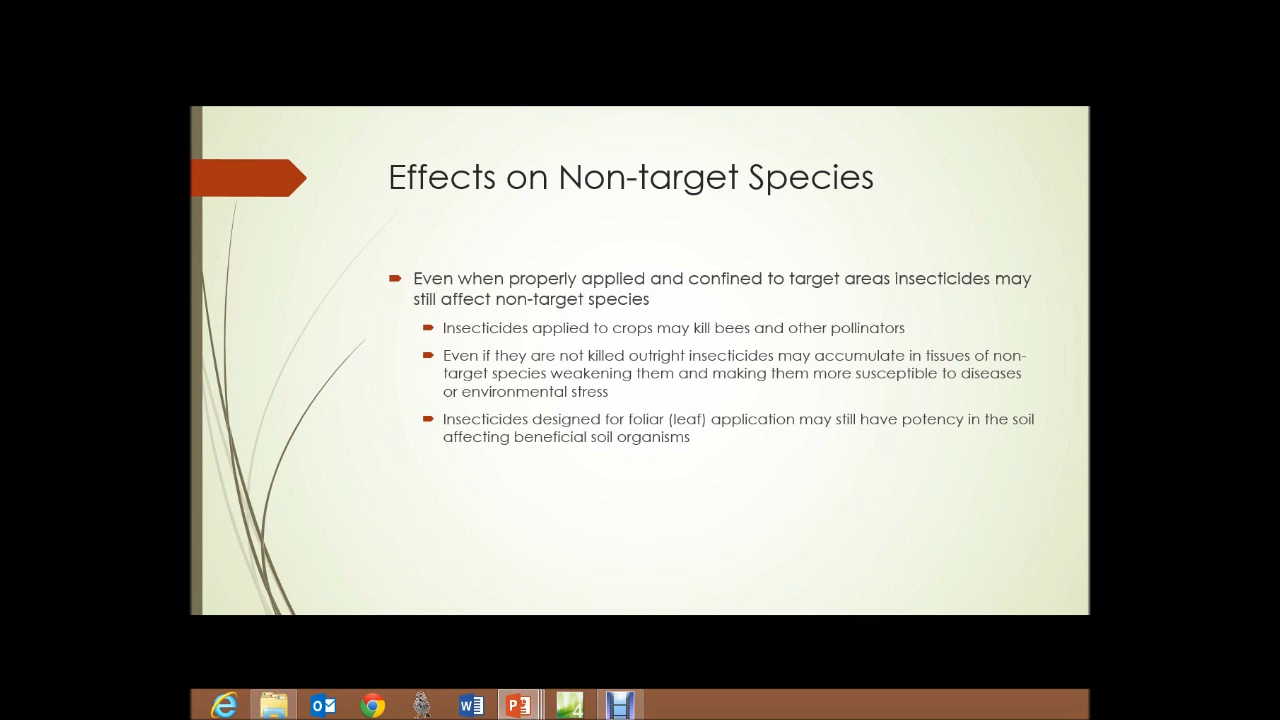 Effects on Non-target Species
Even when properly applied and confined to target areas insecticides may
still affect non-target species
Insecticides applied to crops may kill bees and other pollinators
Even if they are not killed outright insecticides may accumulate in tissues of non-
target species weakening them and making them more susceptible to diseases
or environmental stress
Insecticides designed for foliar (leaf) application may still have potency in the soil
affecting beneficial soil organisms